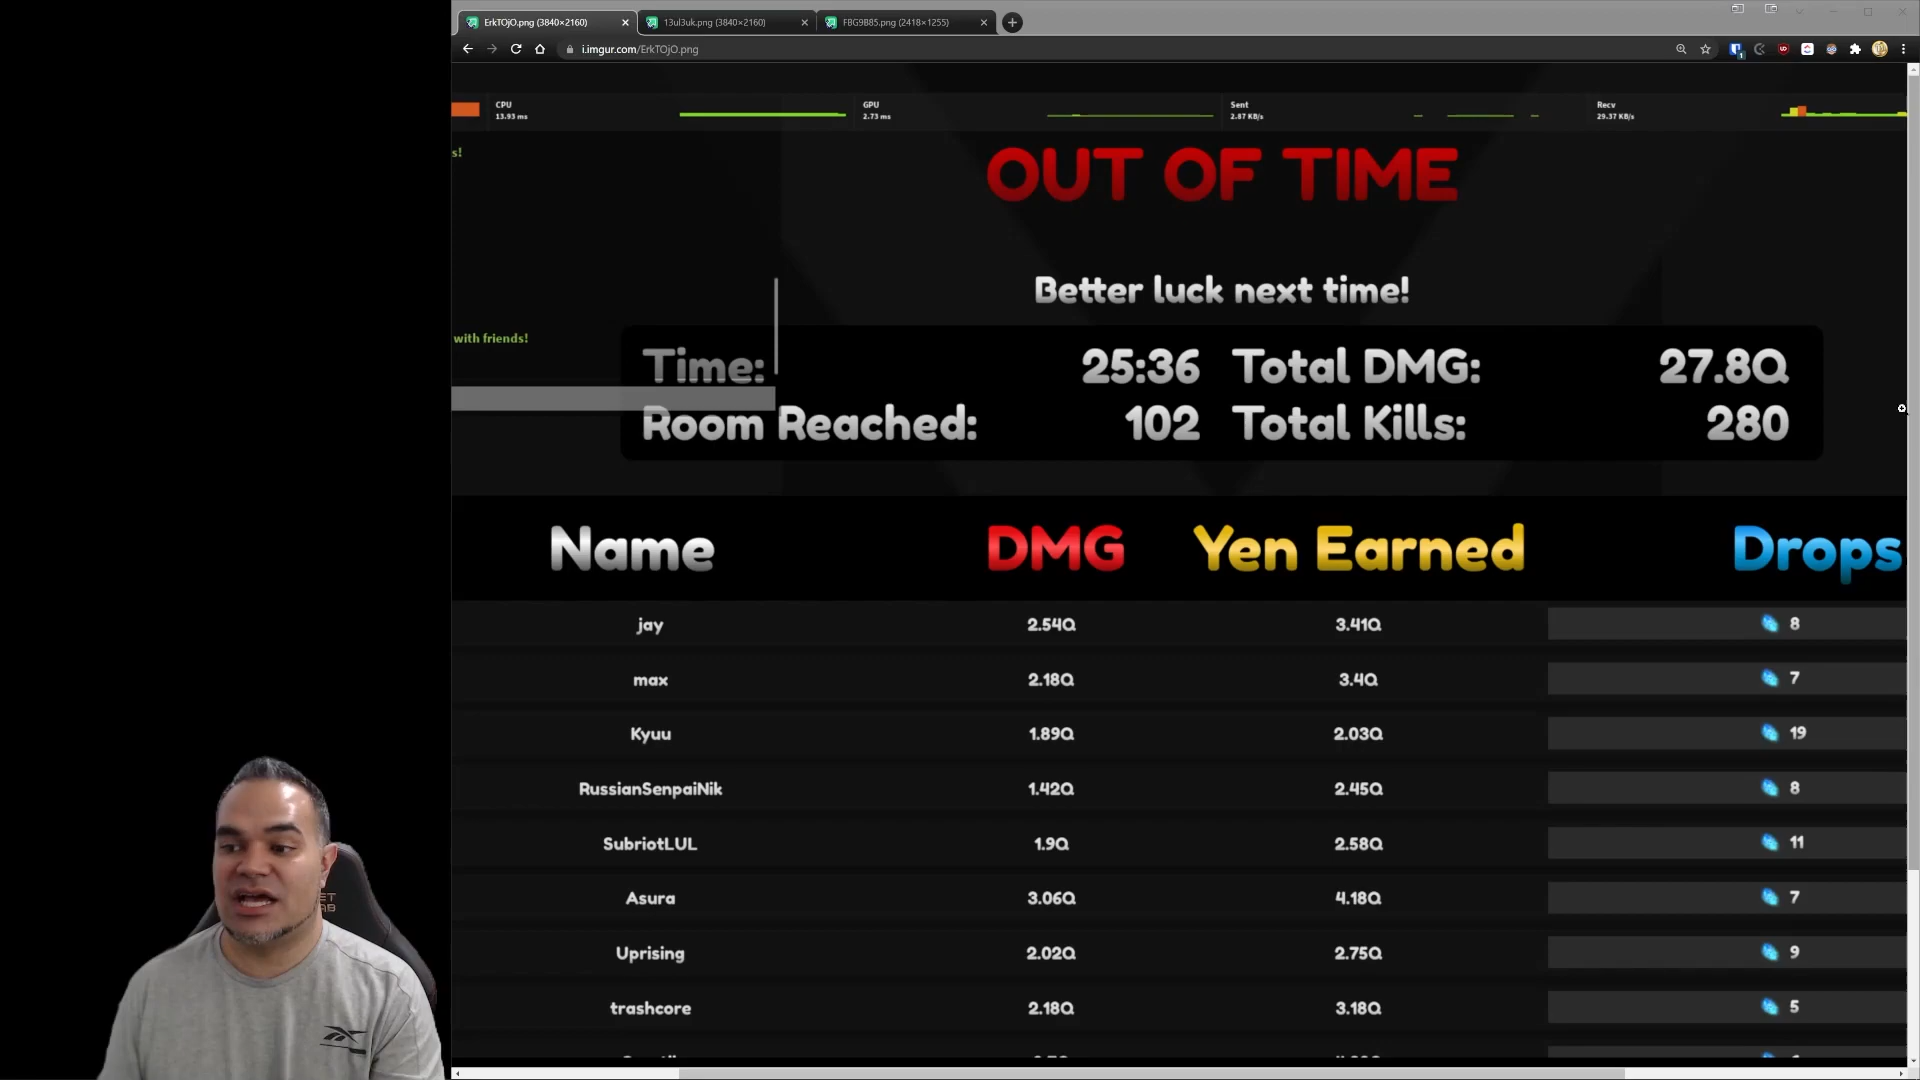 ErkTOjO.png (3840×2160)
13ul3uk.png (3840×2160)
FBG9B85.png (2418×1255)
i.imgur.com/ErkTOjO.png
CPU
13.93 ms
GPU
2.73 ms
Sent
2.87 KB/s
Recv
29.37 KB/s
s!
OUT OF TIME
Better luck next time!
with friends!
Time: 25:36 Total DMG: 27.8Q
Room Reached: 102 Total Kills: 280
Name DMG Yen Earned Drops
jay 2.54Q 3.41Q 8
max 2.18Q 3.4Q 7
Kyuu 1.89Q 2.03Q 19
RussianSenpaiNik 1.42Q 2.45Q 8
SubriotLUL 1.9Q 2.58Q 11
Asura 3.06Q 4.18Q 7
Uprising 2.02Q 2.75Q 9
trashcore 2.18Q 3.18Q 5